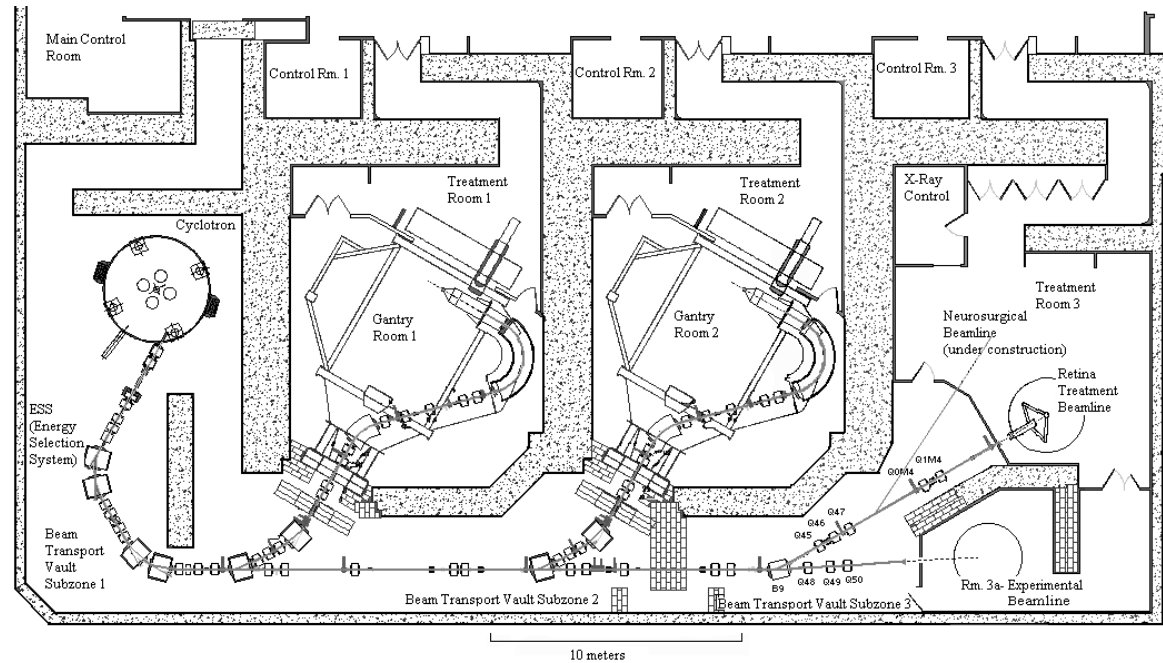 Main Control
Room
Control Rm. 1
Control Rm. 2
Control Rm. 3
Treatment
Room 1
Treatment
Room 2
X-Ray
Control
Cyclotron
Treatment
Room 3
Gantry
Room 1
Gantry
Room 2
Neurosurgical
Beamline
(under construction)
Retina
Treatment
Beamline
ESS
(Energy
Selection
System)
Q1M4
Q0M4
Q47
Q46
Q45
Beam
Transport
Vault
Subzone 1
B9
Q48
Q49
Q50
Rm. 3a- Experimental
Beamline
Beam Transport Vault Subzone 2
Beam Transport Vault Subzone 3
10 meters